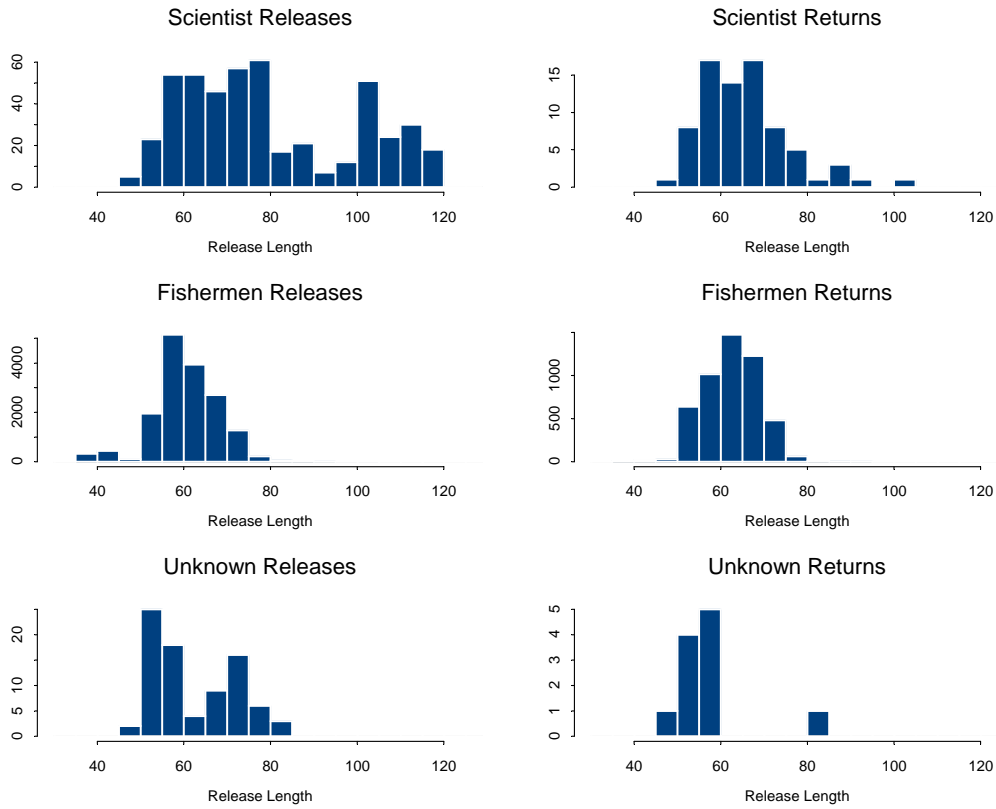 Scientist Releases
0 20 40 60
40 60 80 100 120
Release Length
Scientist Returns
0 5 10 15
40 60 80 100 120
Release Length
Fishermen Releases
0 2000 4000
40 60 80 100 120
Release Length
Fishermen Returns
0 500 1000
40 60 80 100 120
Release Length
Unknown Releases
0 5 10 20
40 60 80 100 120
Release Length
Unknown Returns
0 1 2 3 4 5
40 60 80 100 120
Release Length